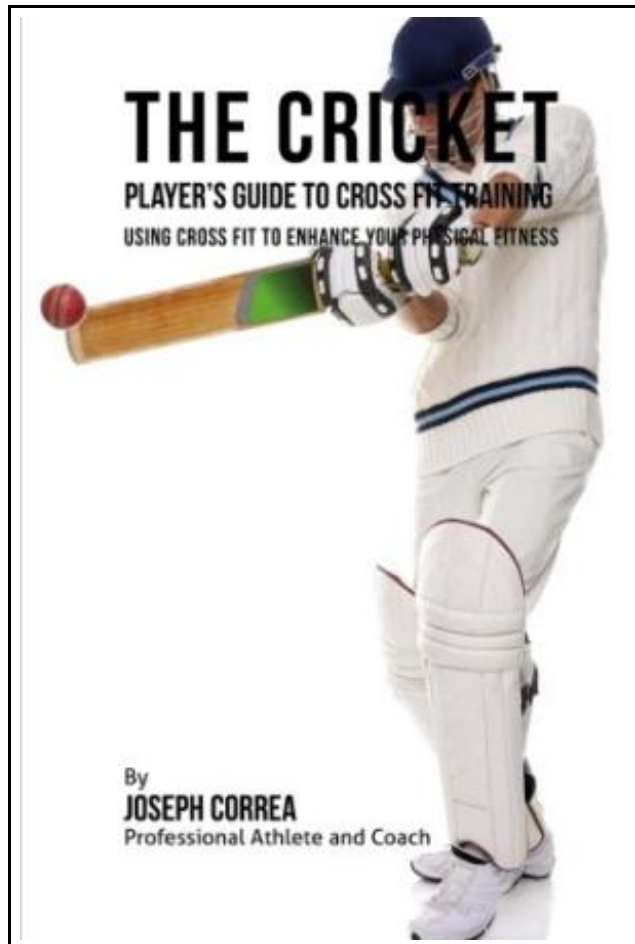 THE CRICKET
PLAYER'S GUIDE TO CROSS FIT TRAINING
USING CROSS FIT TO ENHANCE YOUR PHYSICAL FITNESS
By
JOSEPH CORREA
Professional Athlete and Coach